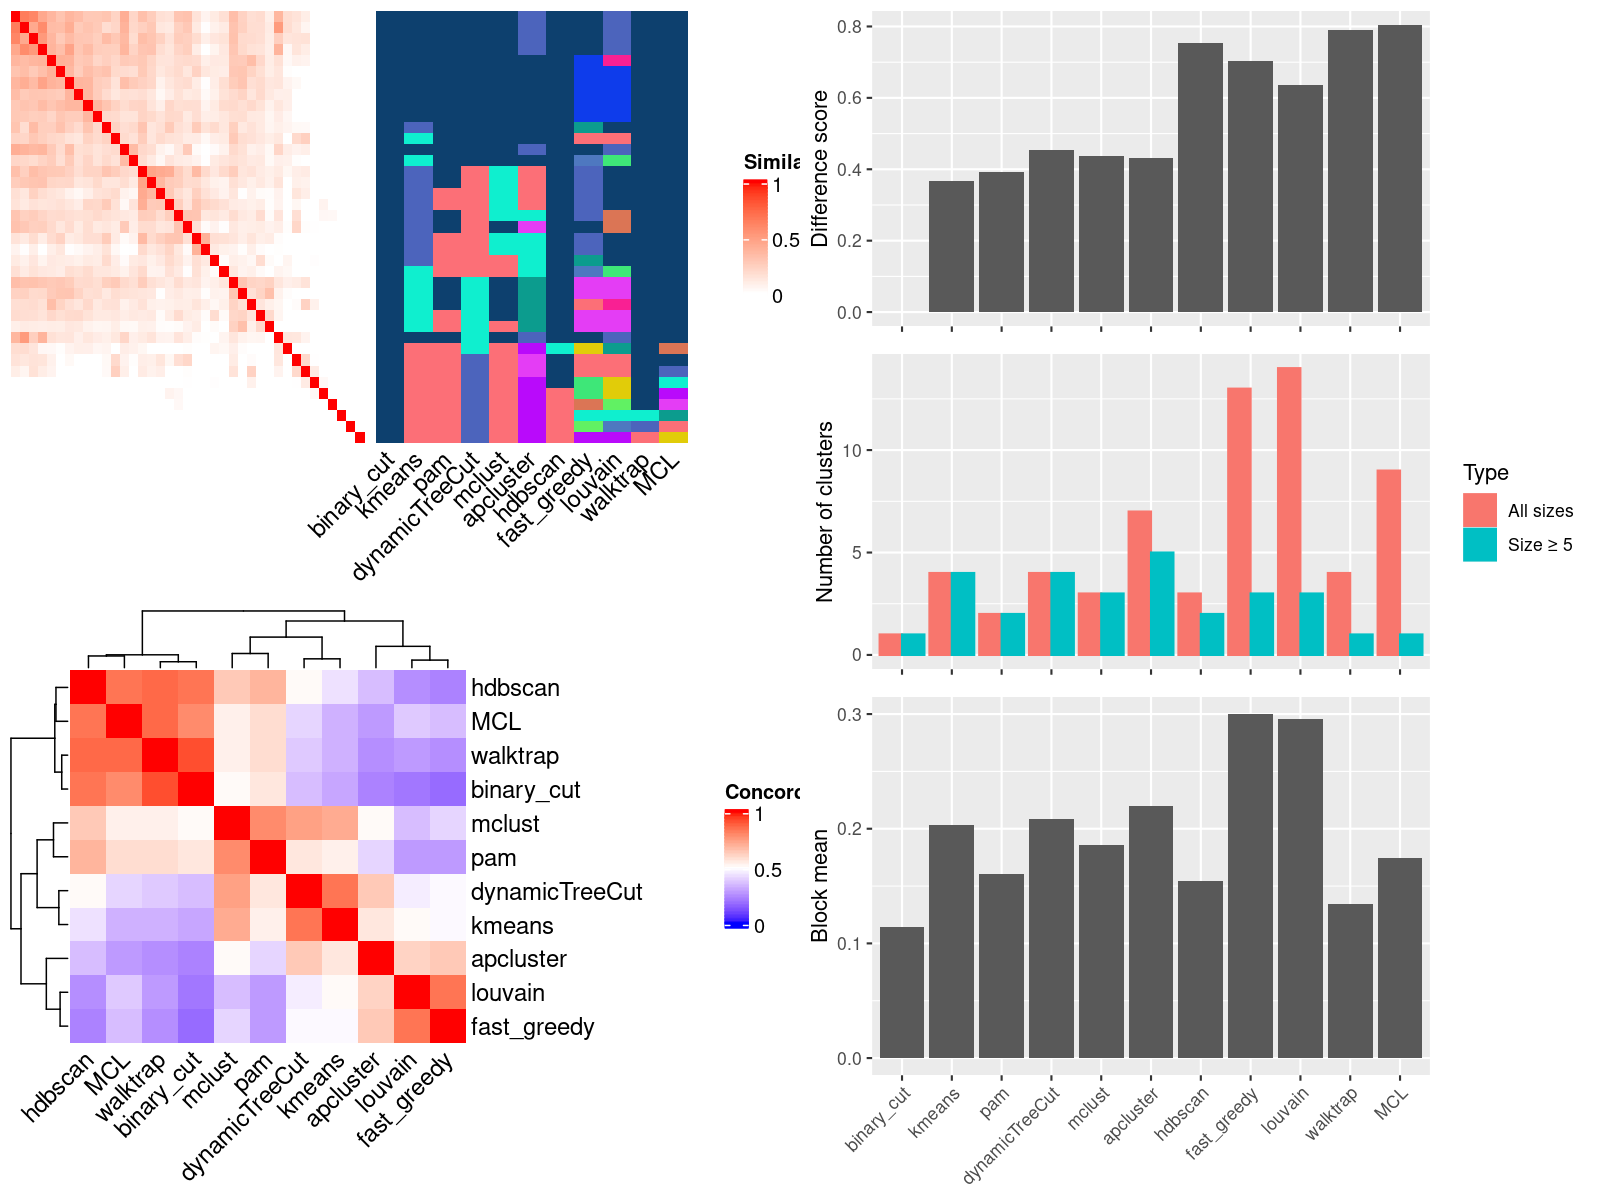 Simila
1
0.5
0
binary_cut
kmeans
pam
dynamicTreeCut
mclust
apcluster
hdbscan
fast_greedy
louvain
walktrap
MCL
Difference score
0.8
0.6
0.4
0.2
0.0
Number of clusters
10
5
0
Type
All sizes
Size ≥ 5
Block mean
0.3
0.2
0.1
0.0
binary_cut
kmeans
pam
dynamicTreeCut
mclust
apcluster
hdbscan
fast_greedy
louvain
walktrap
MCL
hdbscan
MCL
walktrap
binary_cut
mclust
pam
dynamicTreeCut
kmeans
apcluster
louvain
fast_greedy
hdbscan
MCL
walktrap
binary_cut
mclust
pam
dynamicTreeCut
kmeans
apcluster
louvain
fast_greedy
Concord
1
0.5
0